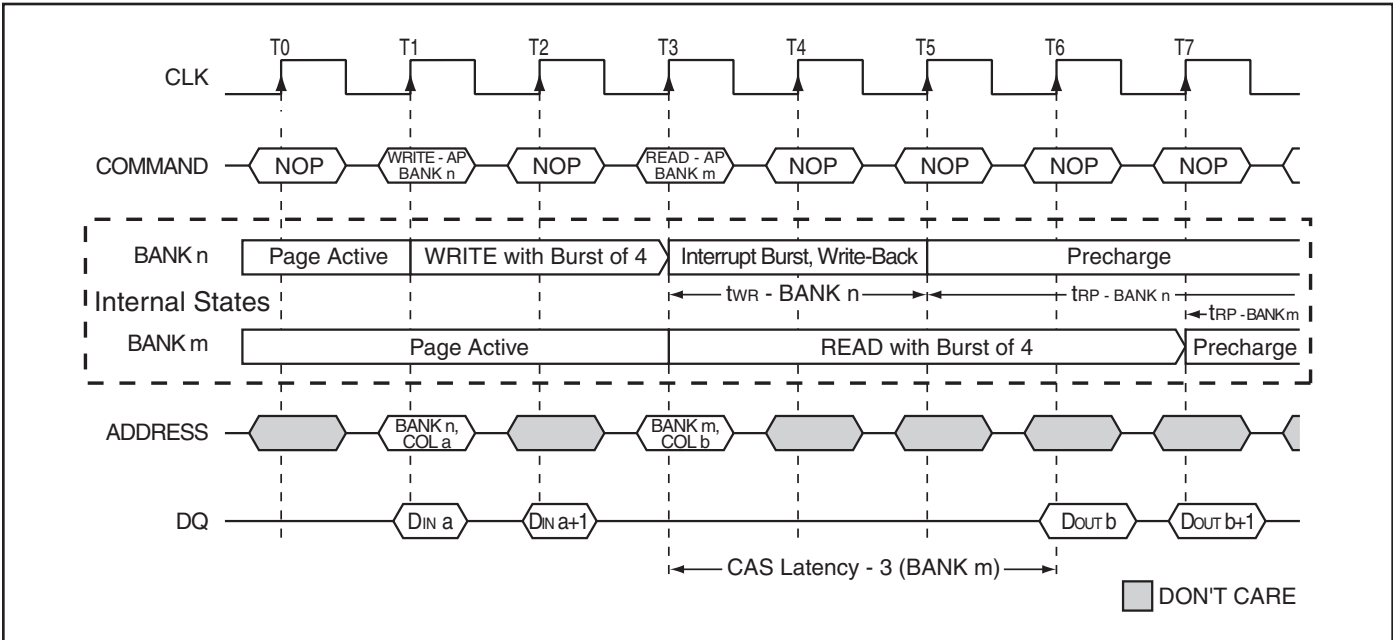 T0 T1 T2 T3 T4 T5 T6 T7
CLK
COMMAND NOP WRITE - AP NOP READ - AP NOP NOP NOP NOP
BANK n BANK m
BANK n Page Active WRITE with Burst of 4 Interrupt Burst, Write-Back Precharge
tWR - BANK n tRP - BANK n
Internal States
tRP - BANK m
BANK m Page Active READ with Burst of 4 Precharge
ADDRESS BANK n, BANK m,
COL a COL b
DQ DIN a DIN a+1 DOUT b DOUT b+1
CAS Latency - 3 (BANK m)
DON'T CARE